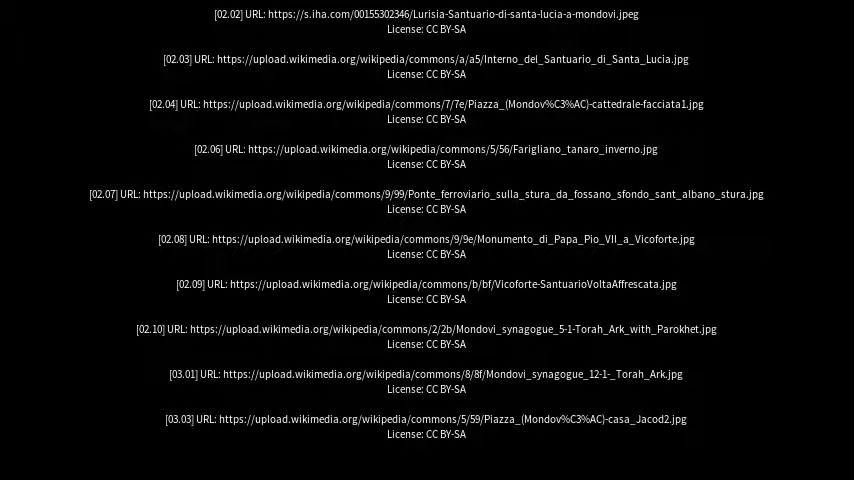 [02.02] URL: https://s.iha.com/00155302346/Lurisia-Santuario-di-santa-lucia-a-mondovi.jpeg
License: CC BY-SA
[02.03] URL: https://upload.wikimedia.org/wikipedia/commons/a/a5/Interno_del_Santuario_di_Santa_Lucia.jpg
License: CC BY-SA
[02.04] URL: https://upload.wikimedia.org/wikipedia/commons/7/7e/Piazza_(Mondov%C3%AC)-cattedrale-facciata1.jpg
License: CC BY-SA
[02.06] URL: https://upload.wikimedia.org/wikipedia/commons/5/56/Farigliano_tanaro_inverno.jpg
License: CC BY-SA
[02.07] URL: https://upload.wikimedia.org/wikipedia/commons/9/99/Ponte_ferroviario_sulla_stura_da_fossano_sfondo_sant_albano_stura.jpg
License: CC BY-SA
[02.08] URL: https://upload.wikimedia.org/wikipedia/commons/9/9e/Monumento_di_Papa_Pio_VII_a_Vicoforte.jpg
License: CC BY-SA
[02.09] URL: https://upload.wikimedia.org/wikipedia/commons/b/bf/Vicoforte-SantuarioVoltaAffrescata.jpg
License: CC BY-SA
[02.10] URL: https://upload.wikimedia.org/wikipedia/commons/2/2b/Mondovi_synagogue_5-1-Torah_Ark_with_Parokhet.jpg
License: CC BY-SA
[03.01] URL: https://upload.wikimedia.org/wikipedia/commons/8/8f/Mondovi_synagogue_12-1-_Torah_Ark.jpg
License: CC BY-SA
[03.03] URL: https://upload.wikimedia.org/wikipedia/commons/5/59/Piazza_(Mondov%C3%AC)-casa_Jacod2.jpg
License: CC BY-SA